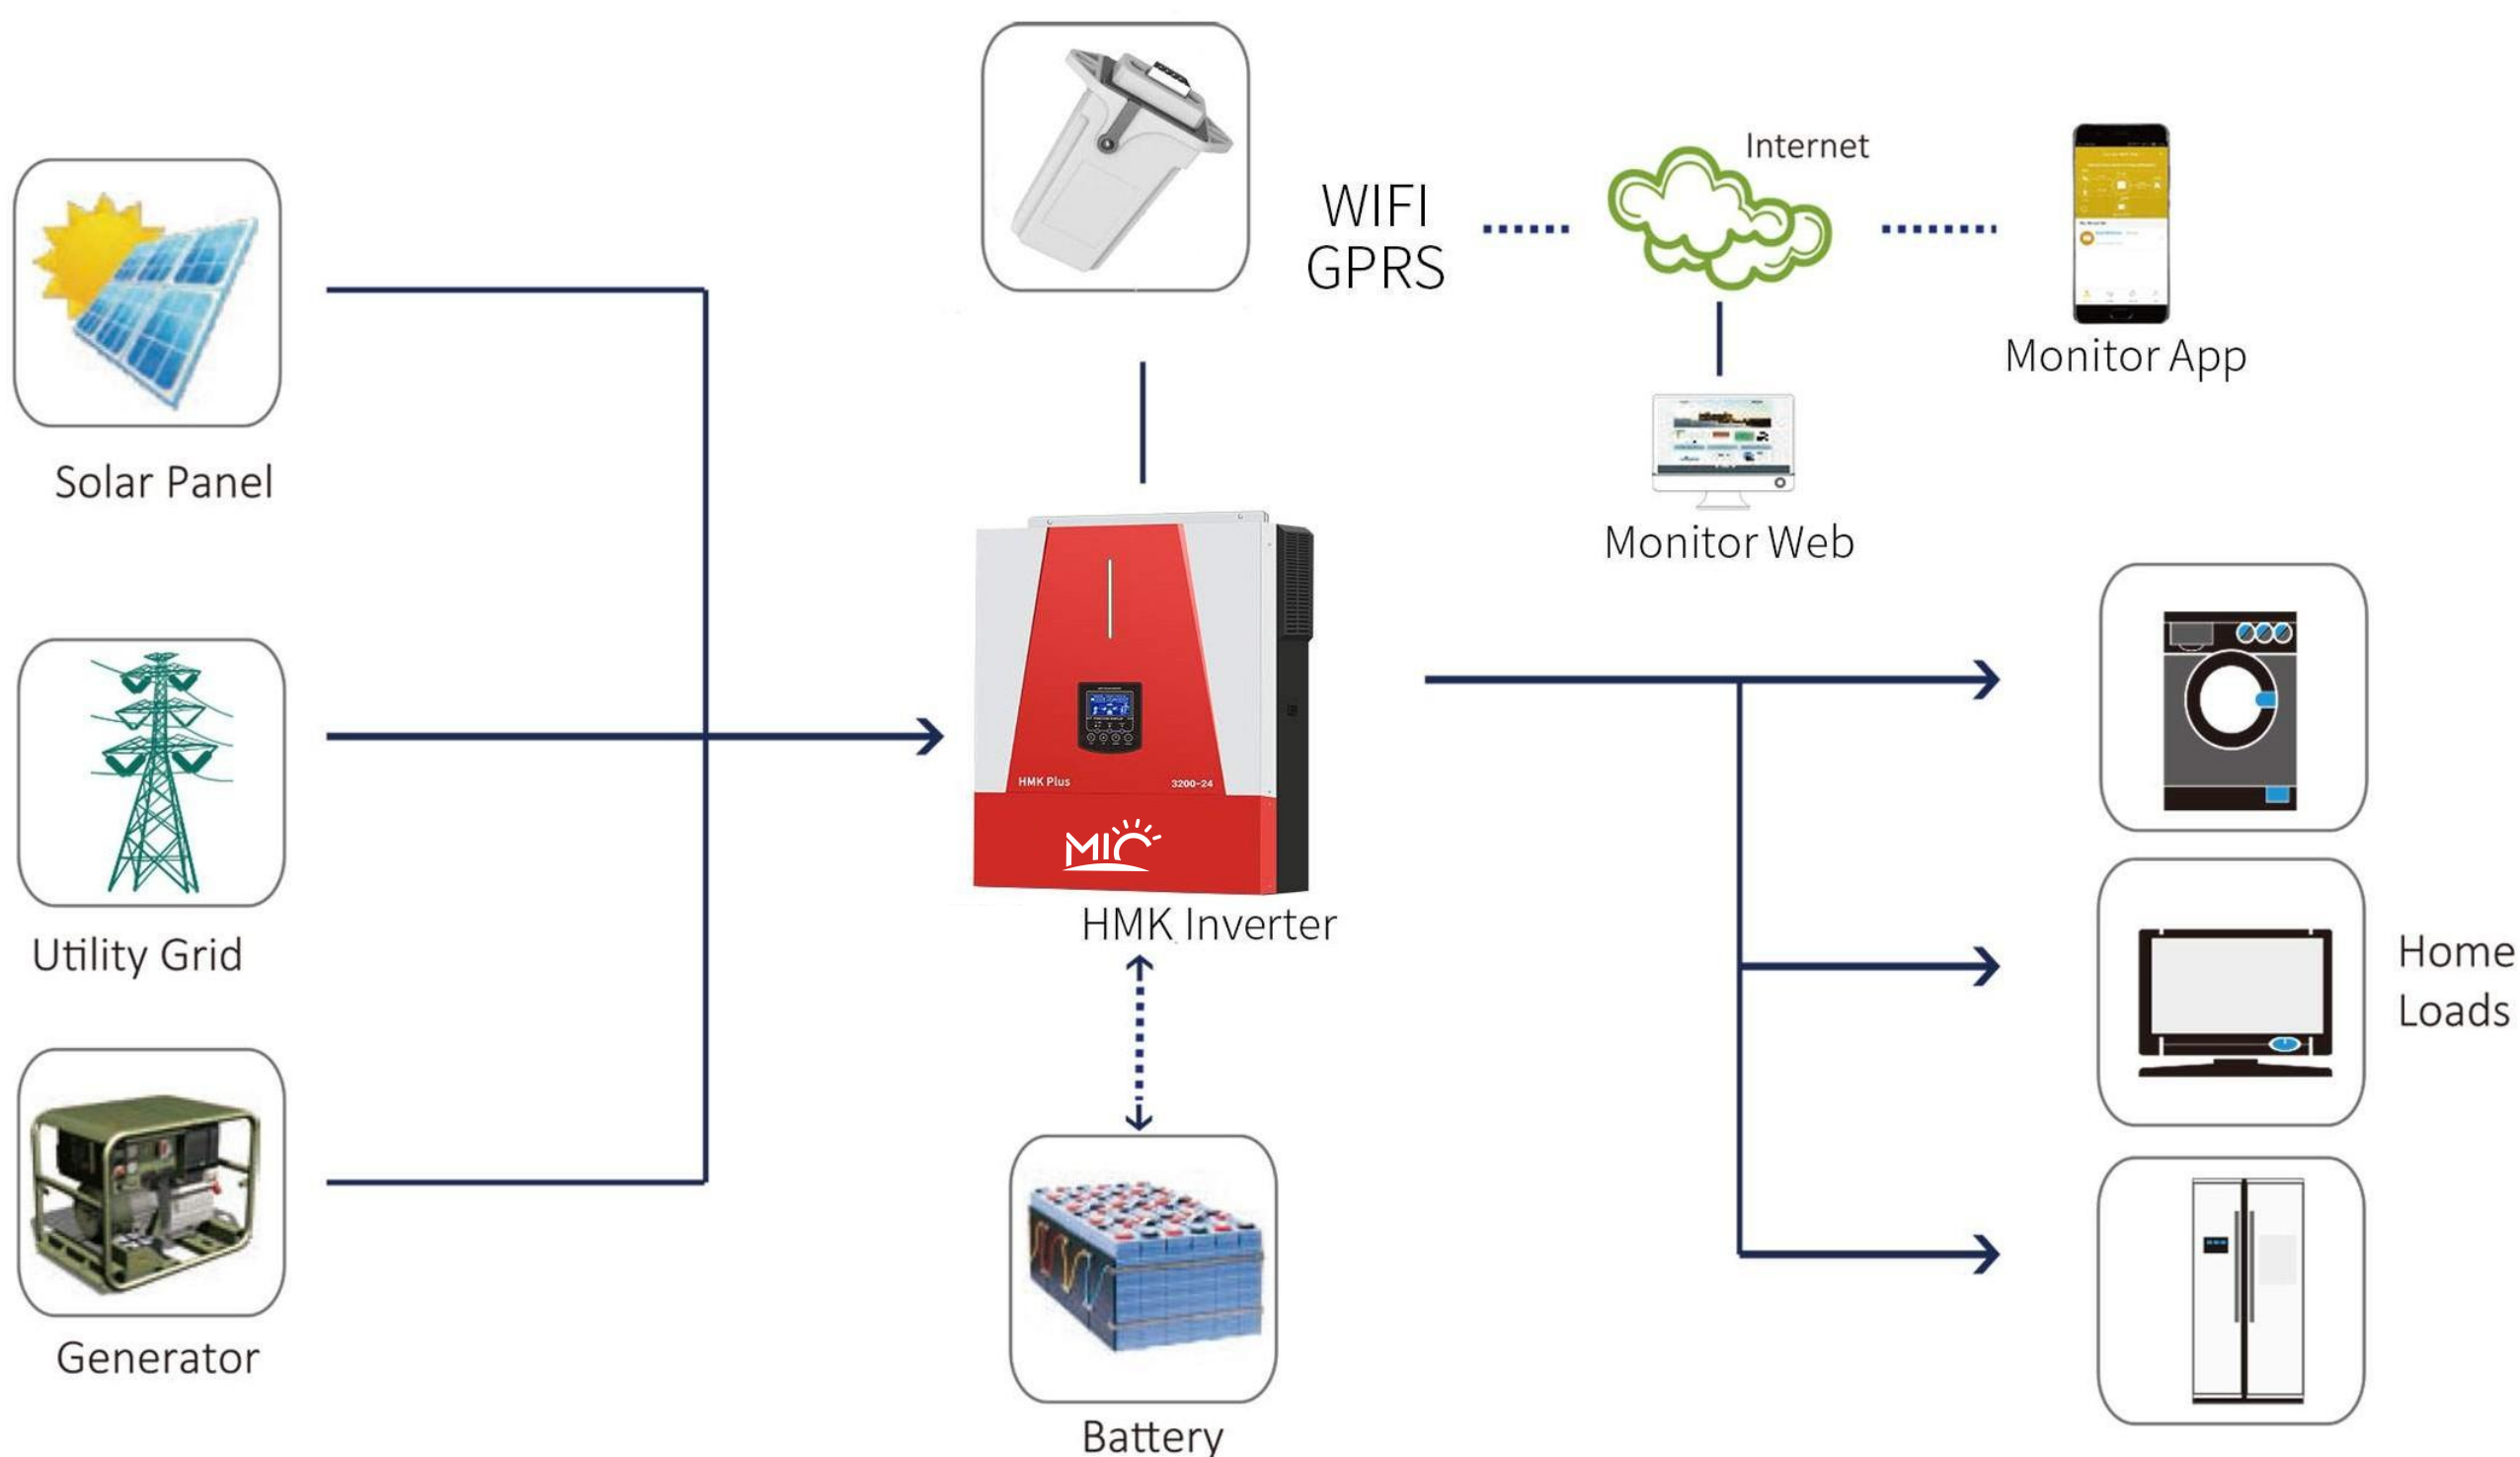 WIFI
GPRS
Internet
Monitor App
Solar Panel
Monitor Web
HMK Plus
3200-24
MIC
HMK Inverter
Utility Grid
Home
Loads
Generator
Battery